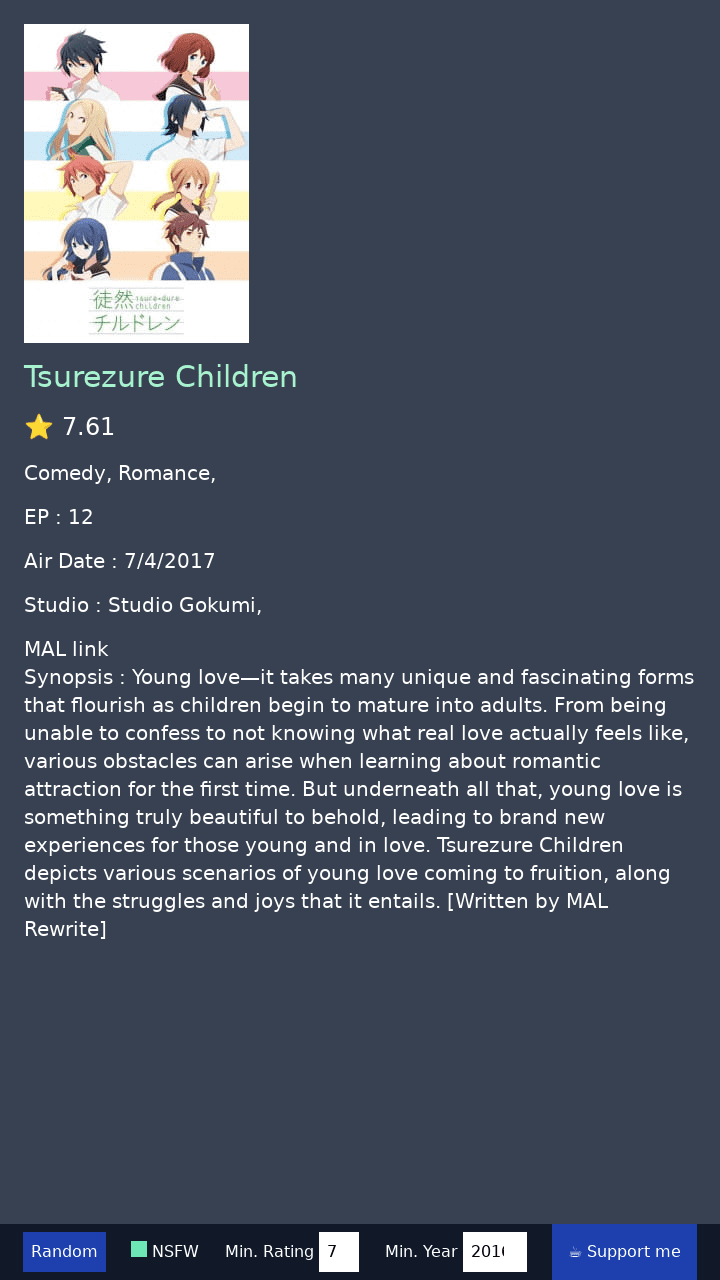 徒然 tsure・dure
children
チルドレン
Tsurezure Children
⭐ 7.61
Comedy, Romance,
EP : 12
Air Date : 7/4/2017
Studio : Studio Gokumi,
MAL link
Synopsis : Young love—it takes many unique and fascinating forms
that flourish as children begin to mature into adults. From being
unable to confess to not knowing what real love actually feels like,
various obstacles can arise when learning about romantic
attraction for the first time. But underneath all that, young love is
something truly beautiful to behold, leading to brand new
experiences for those young and in love. Tsurezure Children
depicts various scenarios of young love coming to fruition, along
with the struggles and joys that it entails. [Written by MAL
Rewrite]
Random NSFW Min. Rating 7 Min. Year ☕ Support me